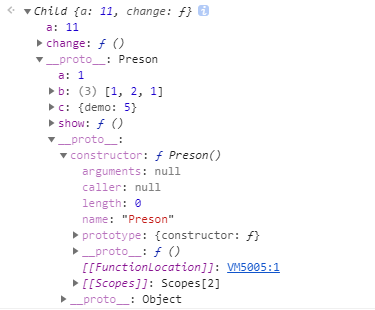 Child {a: 11, change: ƒ} i
a: 11
change: ƒ ()
__proto__: Preson
a: 1
b: (3) [1, 2, 1]
c: {demo: 5}
show: ƒ ()
__proto__:
constructor: ƒ Preson()
arguments: null
caller: null
length: 0
name: "Preson"
prototype: {constructor: ƒ}
__proto__: ƒ ()
[[FunctionLocation]]: VM5005:1
[[Scopes]]: Scopes[2]
__proto__: Object